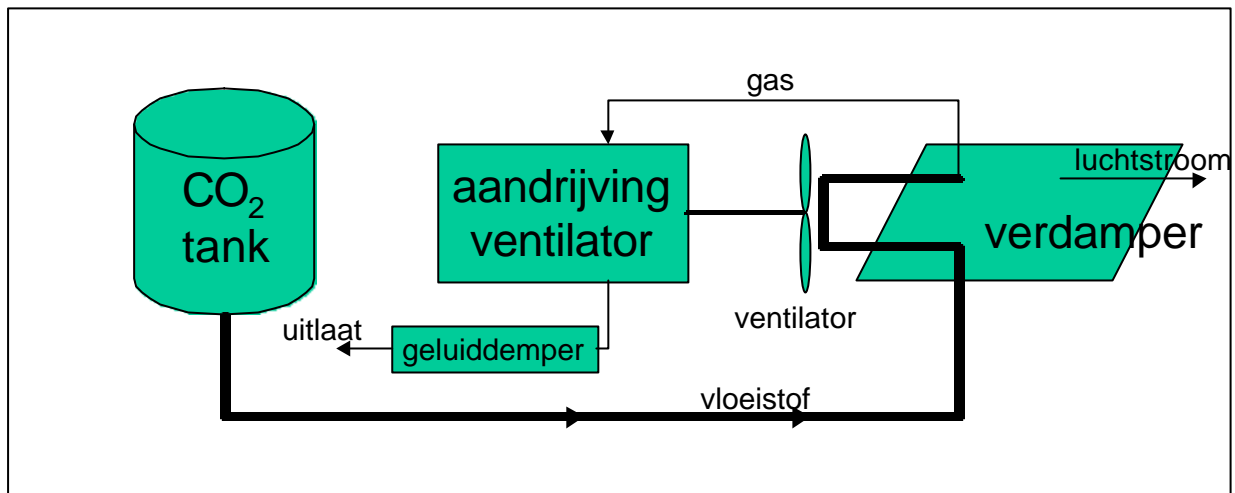 gas
CO₂
tank
aandrijving
ventilator
luchtstroom
verdamper
ventilator
uitlaat
geluiddemper
vloeistof